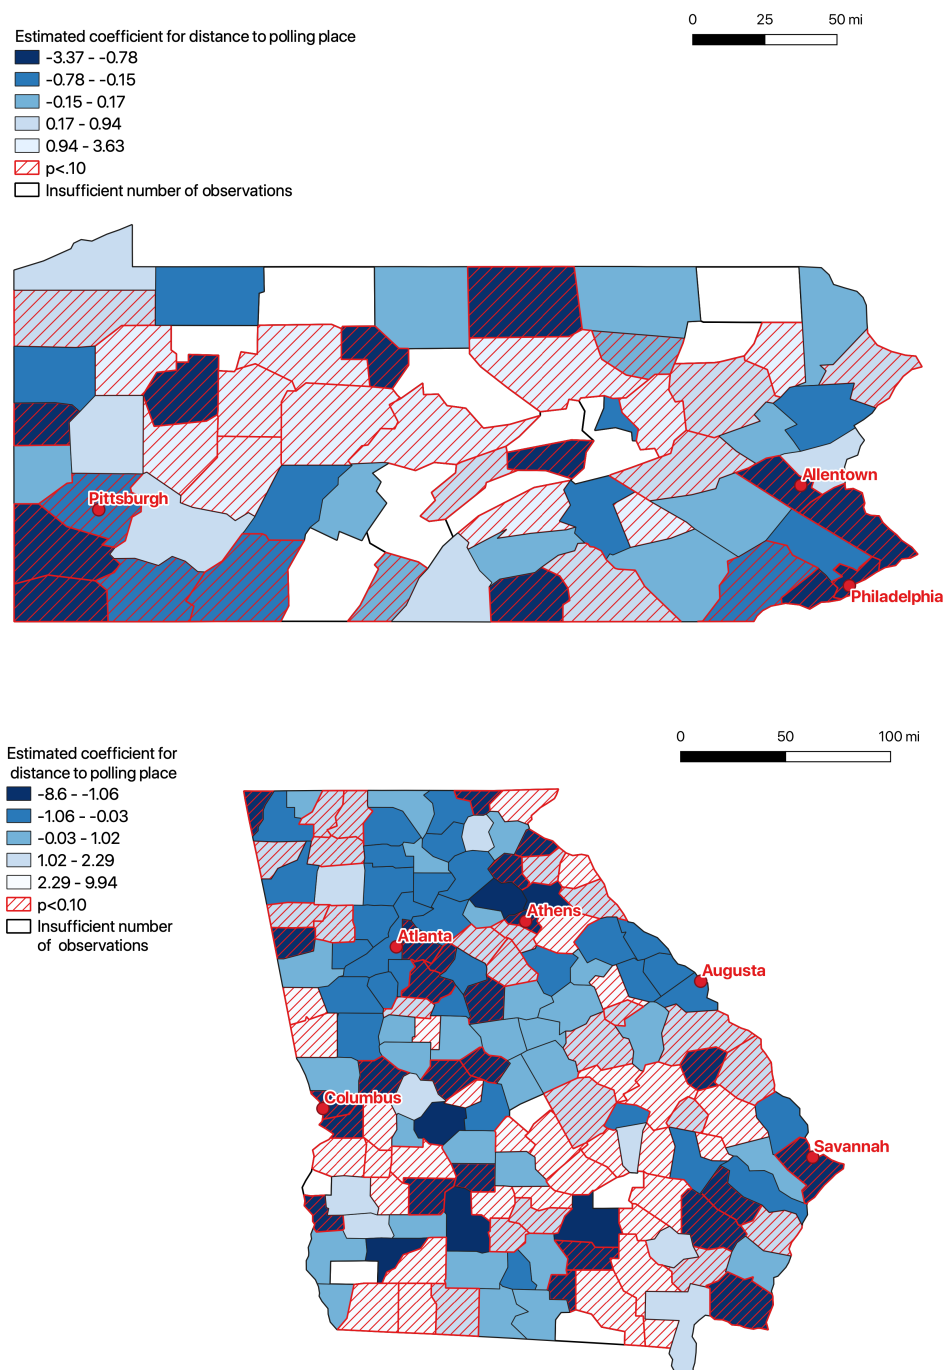 0 25 50 mi
Estimated coefficient for distance to polling place
-3.37 - -0.78
-0.78 - -0.15
-0.15 - 0.17
0.17 - 0.94
0.94 - 3.63
p<.10
Insufficient number of observations
Allentown
Pittsburgh
Philadelphia
0 50 100 mi
Estimated coefficient for
distance to polling place
-8.6 - -1.06
-1.06 - -0.03
-0.03 - 1.02
1.02 - 2.29
2.29 - 9.94
p<0.10
Insufficient number
of observations
Athens
Atlanta
Augusta
Columbus
Savannah